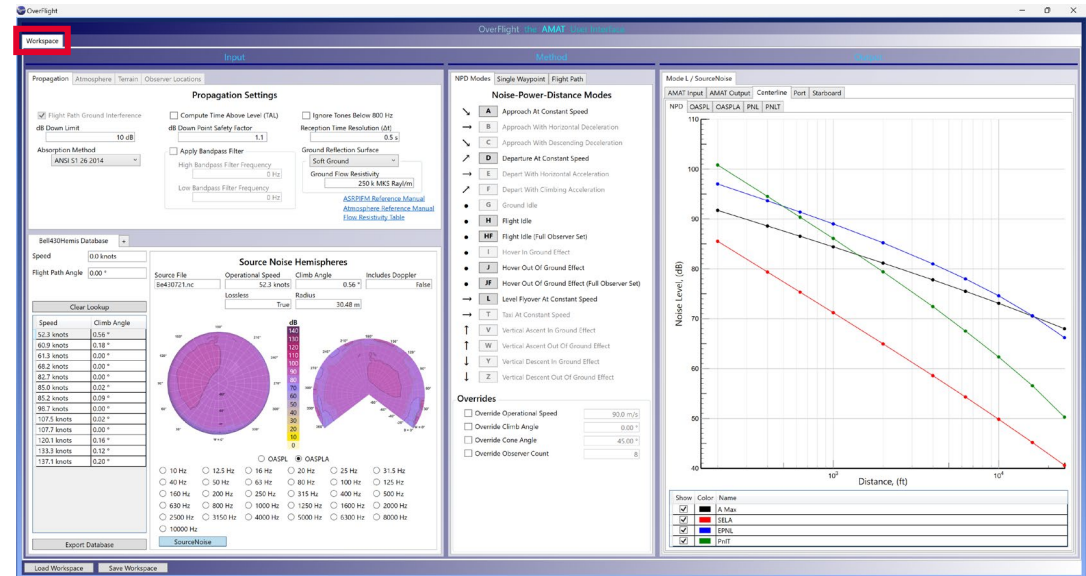 OverFlight
OverFlight the AMAT User Interface
Workspace
Input
Method
Propagation Atmosphere Terrain Observer Locations
Propagation Settings
Flight Path Ground Interference
Compute Time Above Level (TAL)
Ignore Tones Below 800 Hz
dB Down Limit
dB Down Point Safety Factor
Reception Time Resolution (Δt)
10 dB
1.1
0.5 s
Absorption Method
Apply Bandpass Filter
Ground Reflection Surface
ANSI S1 26 2014
Soft Ground
High Bandpass Filter Frequency
Ground Flow Resistivity
0 Hz
250 k MKS Rayl/m
Low Bandpass Filter Frequency
0 Hz
ASRPIFM Reference Manual
Atmosphere Reference Manual
Flow Resistivity Table
Bell430Hemis Database +
Speed 0.0 knots
Flight Path Angle 0.00 °
Clear Lookup
Speed Climb Angle
52.3 knots 0.56 °
60.9 knots 0.18 °
61.3 knots 0.00 °
68.2 knots 0.00 °
82.7 knots 0.00 °
85.0 knots 0.02 °
85.2 knots 0.09 °
96.7 knots 0.00 °
107.5 knots 0.02 °
107.7 knots 0.00 °
120.1 knots 0.16 °
133.3 knots 0.12 °
137.1 knots 0.20 °
Export Database
Source Noise Hemispheres
Source File Operational Speed Climb Angle Includes Doppler
Be430721.nc 52.3 knots 0.56 ° False
Lossless Radius
True 30.48 m
dB
140
130
120
110
100
90
80
70
60
50
40
30
20
10
0
OASPL OASPLA
10 Hz 12.5 Hz 16 Hz 20 Hz 25 Hz 31.5 Hz
40 Hz 50 Hz 63 Hz 80 Hz 100 Hz 125 Hz
160 Hz 200 Hz 250 Hz 315 Hz 400 Hz 500 Hz
630 Hz 800 Hz 1000 Hz 1250 Hz 1600 Hz 2000 Hz
2500 Hz 3150 Hz 4000 Hz 5000 Hz 6300 Hz 8000 Hz
10000 Hz
SourceNoise
NPD Modes Single Waypoint Flight Path
Noise-Power-Distance Modes
A Approach At Constant Speed
B Approach With Horizontal Deceleration
C Approach With Descending Deceleration
D Departure At Constant Speed
E Depart With Horizontal Acceleration
F Depart With Climbing Acceleration
G Ground Idle
H Flight Idle
HF Flight Idle (Full Observer Set)
I Hover In Ground Effect
J Hover Out Of Ground Effect
JF Hover Out Of Ground Effect (Full Observer Set)
L Level Flyover At Constant Speed
T Taxi At Constant Speed
V Vertical Ascent In Ground Effect
W Vertical Ascent Out Of Ground Effect
Y Vertical Descent In Ground Effect
Z Vertical Descent Out Of Ground Effect
Overrides
Override Operational Speed 90.0 m/s
Override Climb Angle 0.00 °
Override Cone Angle 45.00 °
Override Observer Count 8
Mode L / SourceNoise
AMAT Input AMAT Output Centerline Port Starboard
NPD OASPL OASPLA PNL PNLT
110
100
90
80
70
60
50
40
Noise Level, (dB)
10³ 10⁴
Distance, (ft)
Show Color Name
A Max
SELA
EPNL
PnlT
Load Workspace Save Workspace